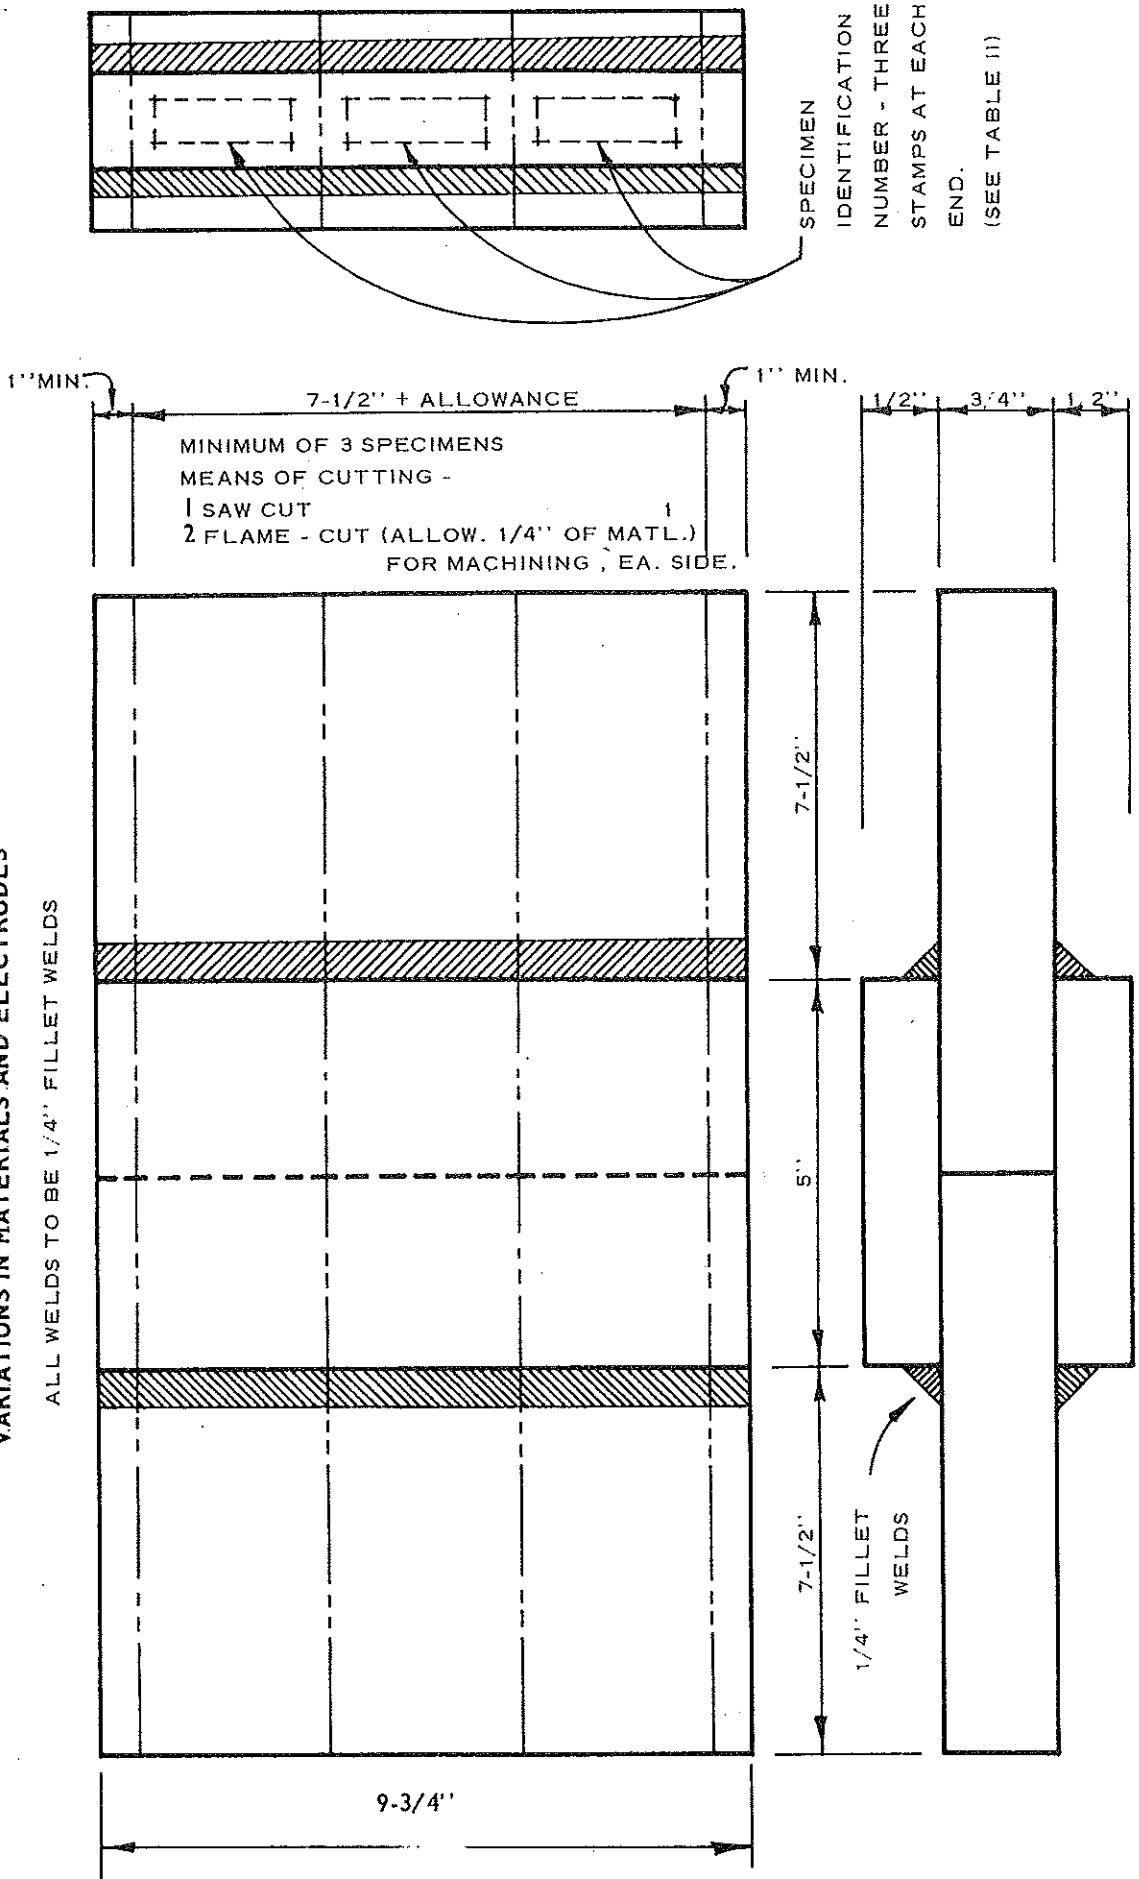 VARIATIONS IN MATERIALS AND ELECTRODES
ALL WELDS TO BE 1/4'' FILLET WELDS
SPECIMEN
IDENTIFICATION
NUMBER - THREE
STAMPS AT EACH
END.
(SEE TABLE II)
1''MIN.
7-1/2'' + ALLOWANCE
1'' MIN.
1/2''
3/4''
1/2''
MINIMUM OF 3 SPECIMENS
MEANS OF CUTTING -
1 SAW CUT 1
2 FLAME - CUT (ALLOW. 1/4'' OF MATL.)
FOR MACHINING , EA. SIDE.
7-1/2''
5''
7-1/2''
1/4'' FILLET
WELDS
9-3/4''